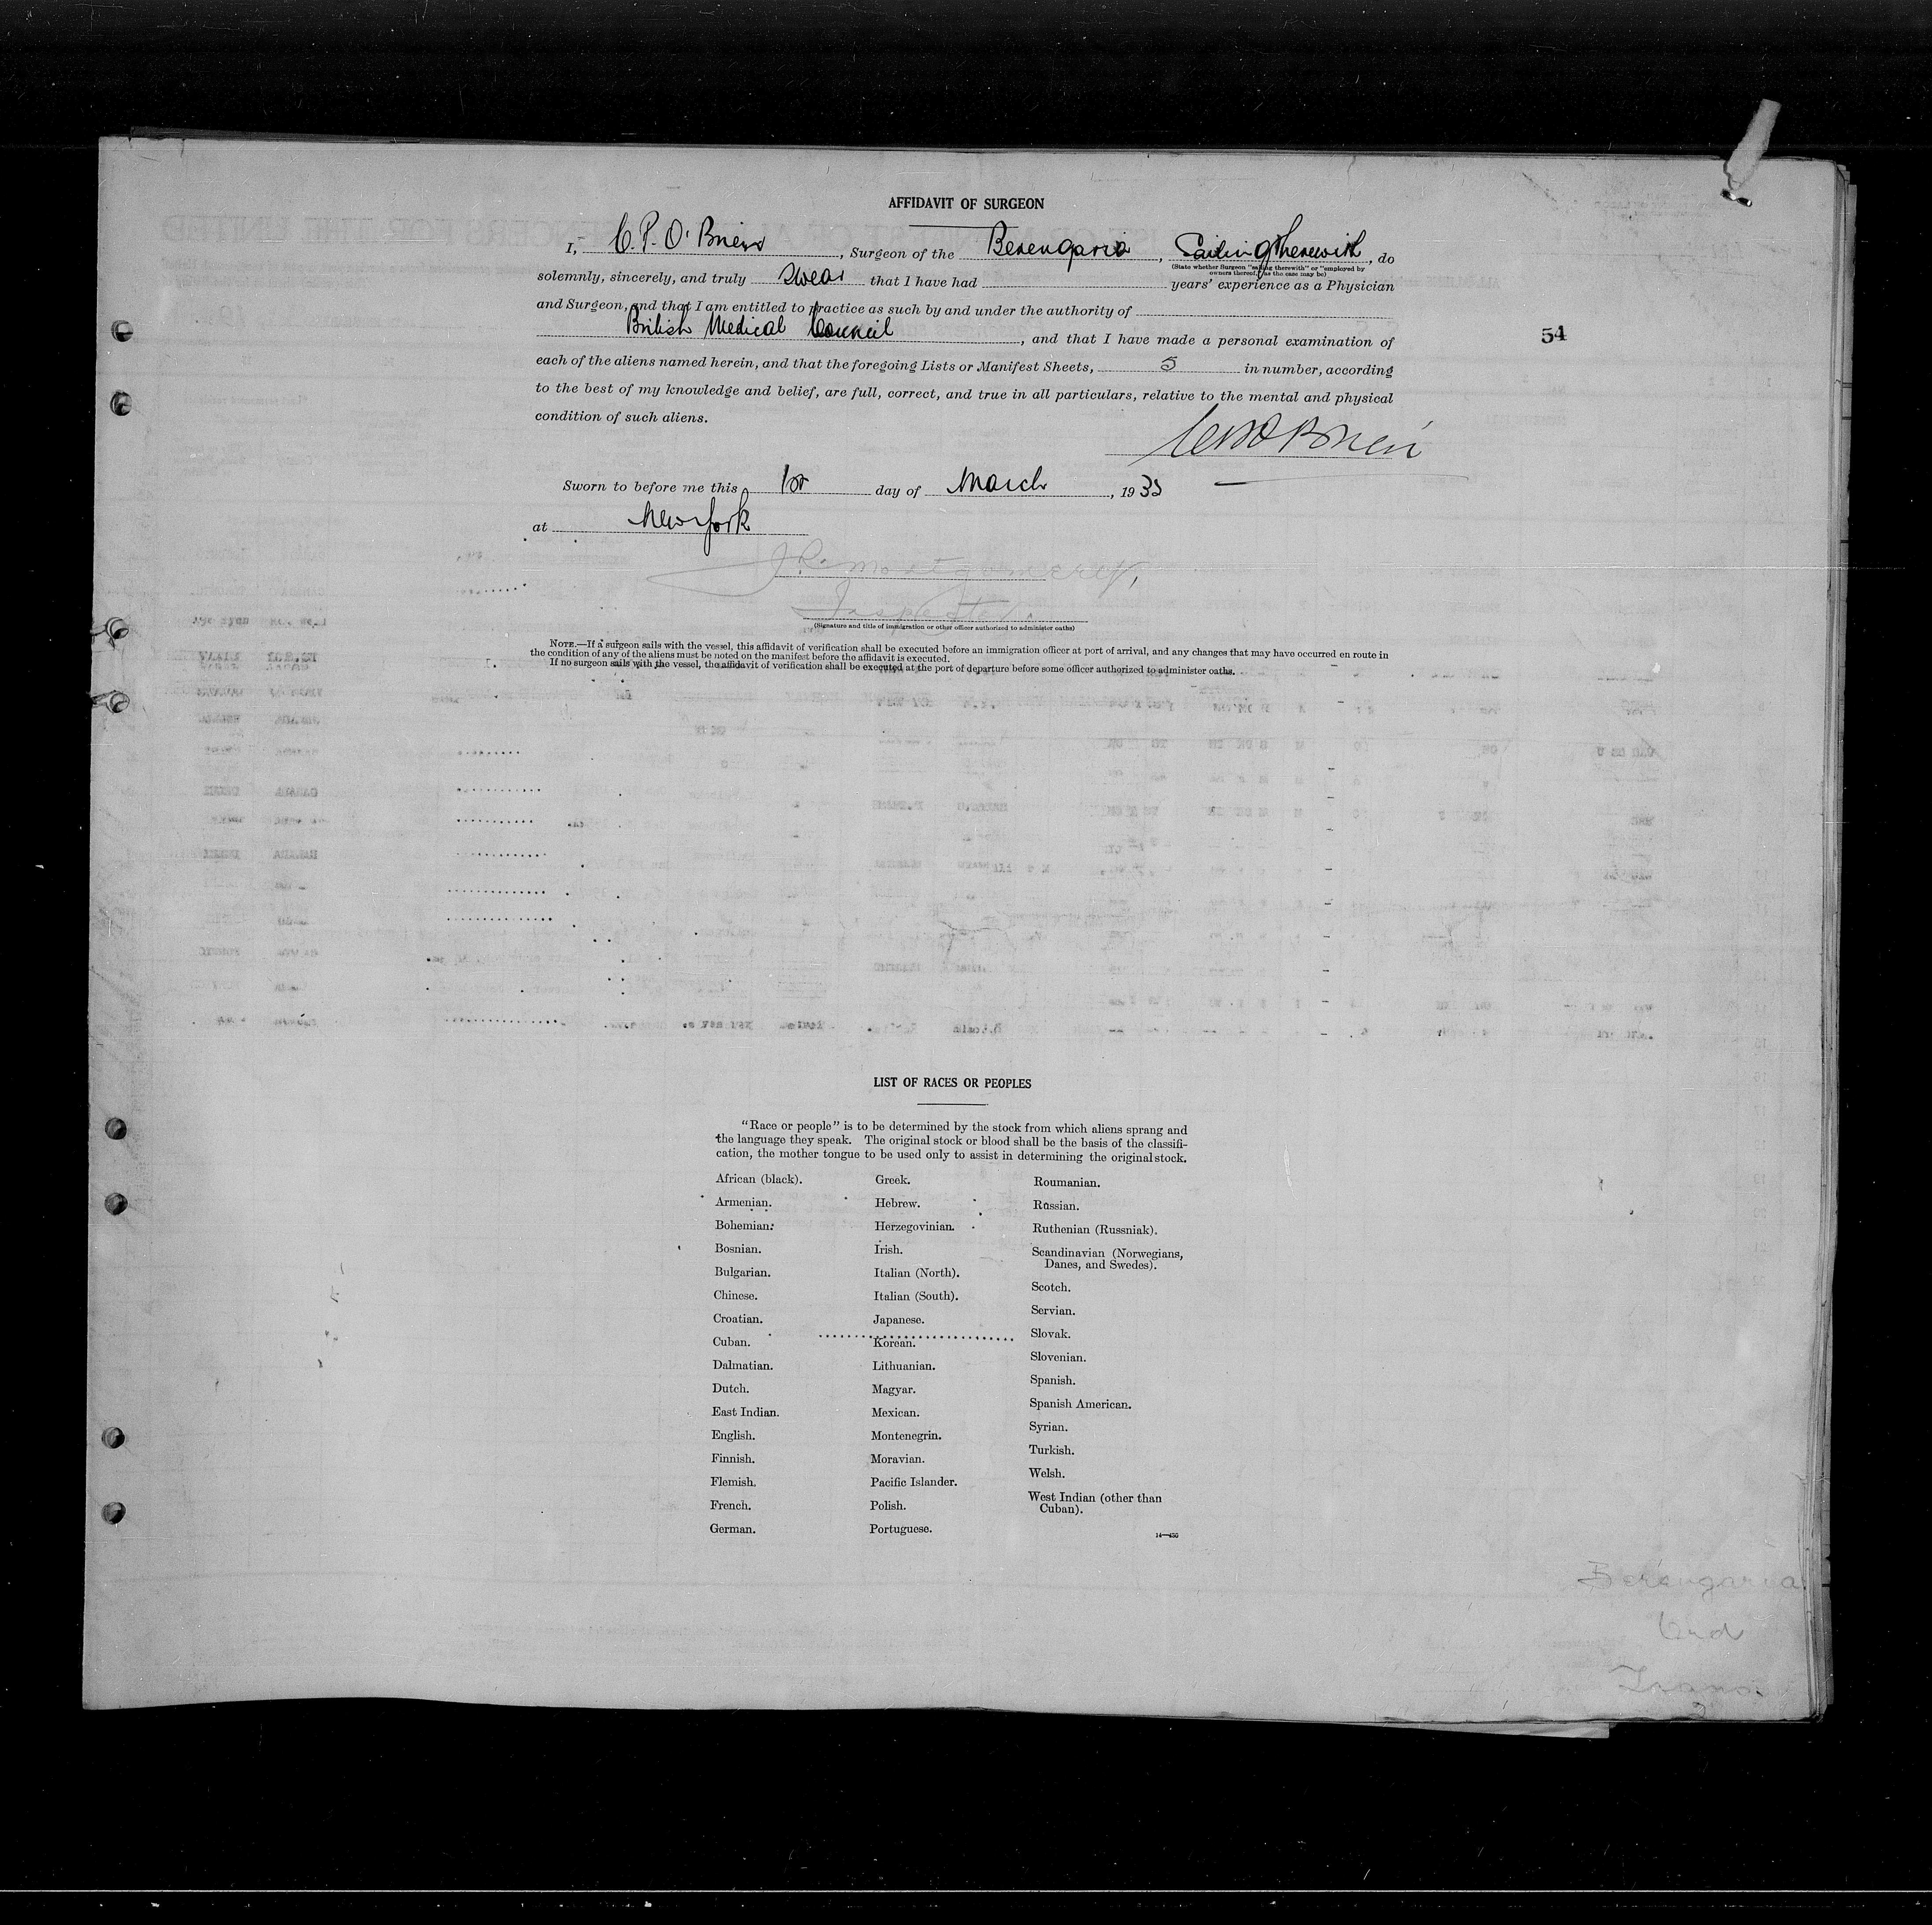 AFFIDAVIT OF SURGEON
I, C. P. O'Brien, Surgeon of the Berengaria, Sailing Therewith, do
(State whether Surgeon "sailing therewith" or "employed by
owners thereof," as the case may be)
solemnly, sincerely, and truly swear that I have had years' experience as a Physician
and Surgeon, and that I am entitled to practice as such by and under the authority of
British Medical Council, and that I have made a personal examination of
54
each of the aliens named herein, and that the foregoing Lists or Manifest Sheets, 5 in number, according
to the best of my knowledge and belief, are full, correct, and true in all particulars, relative to the mental and physical
condition of such aliens.
O'Brien
Sworn to before me this 1st day of March, 1933
at New York
J. R. Montgomery,
Inspector.
(Signature and title of immigration or other officer authorized to administer oaths)
NOTE.—If a surgeon sails with the vessel, this affidavit of verification shall be executed before an immigration officer at port of arrival, and any changes that may have occurred en route in
the condition of any of the aliens must be noted on the manifest before the affidavit is executed.
If no surgeon sails with the vessel, the affidavit of verification shall be executed at the port of departure before some officer authorized to administer oaths.
LIST OF RACES OR PEOPLES
"Race or people" is to be determined by the stock from which aliens sprang and
the language they speak. The original stock or blood shall be the basis of the classifi-
cation, the mother tongue to be used only to assist in determining the original stock.
African (black).
Armenian.
Bohemian.
Bosnian.
Bulgarian.
Chinese.
Croatian.
Cuban.
Dalmatian.
Dutch.
East Indian.
English.
Finnish.
Flemish.
French.
German.
Greek.
Hebrew.
Herzegovinian.
Irish.
Italian (North).
Italian (South).
Japanese.
Korean.
Lithuanian.
Magyar.
Mexican.
Montenegrin.
Moravian.
Pacific Islander.
Polish.
Portuguese.
Roumanian.
Russian.
Ruthenian (Russniak).
Scandinavian (Norwegians,
Danes, and Swedes).
Scotch.
Servian.
Slovak.
Slovenian.
Spanish.
Spanish American.
Syrian.
Turkish.
Welsh.
West Indian (other than
Cuban).
14—430
Berengaria